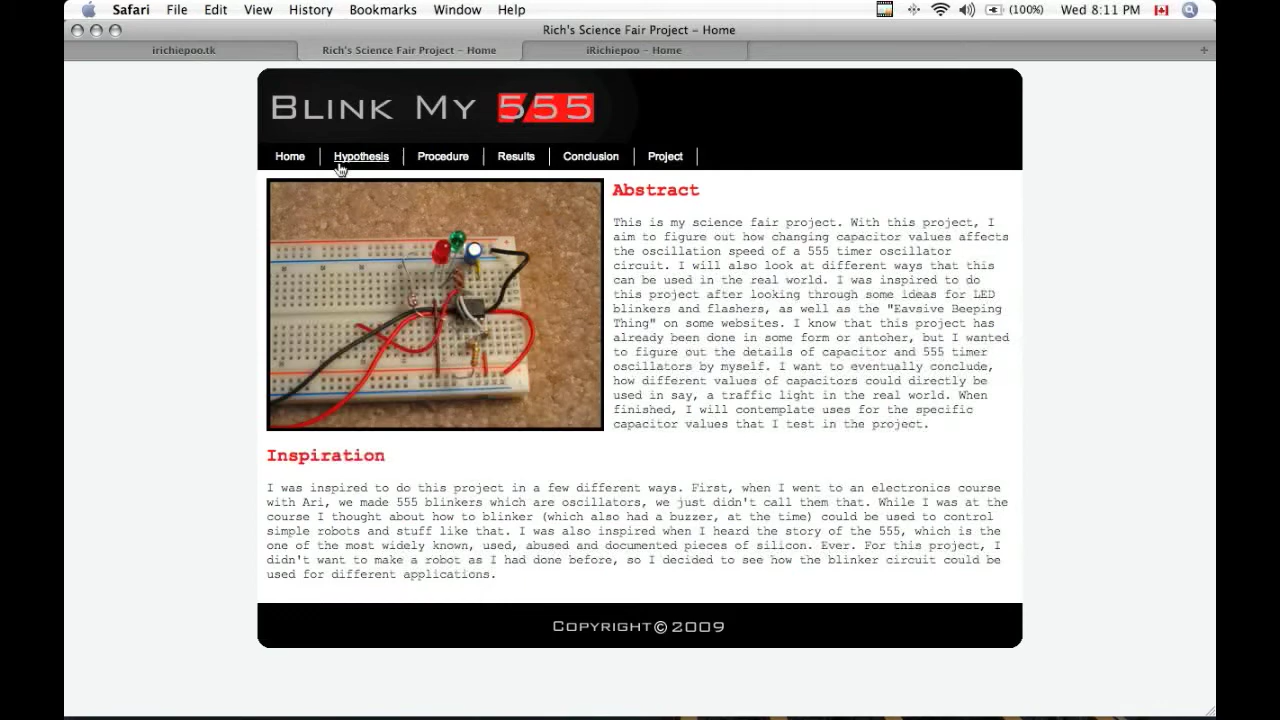 Safari File Edit View History Bookmarks Window Help (100%) Wed 8:11 PM
Rich's Science Fair Project – Home
irichiepoo.tk Rich's Science Fair Project – Home iRichiepoo – Home
Blink My 555
Home Hypothesis Procedure Results Conclusion Project
Abstract
This is my science fair project. With this project, I
aim to figure out how changing capacitor values affects
the oscillation speed of a 555 timer oscillator
circuit. I will also look at different ways that this
can be used in the real world. I was inspired to do
this project after looking through some ideas for LED
blinkers and flashers, as well as the "Eavsive Beeping
Thing" on some websites. I know that this project has
already been done in some form or antoher, but I wanted
to figure out the details of capacitor and 555 timer
oscillators by myself. I want to eventually conclude,
how different values of capacitors could directly be
used in say, a traffic light in the real world. When
finished, I will contemplate uses for the specific
capacitor values that I test in the project.
Inspiration
I was inspired to do this project in a few different ways. First, when I went to an electronics course
with Ari, we made 555 blinkers which are oscillators, we just didn't call them that. While I was at the
course I thought about how to blinker (which also had a buzzer, at the time) could be used to control
simple robots and stuff like that. I was also inspired when I heard the story of the 555, which is the
one of the most widely known, used, abused and documented pieces of silicon. Ever. For this project, I
didn't want to make a robot as I had done before, so I decided to see how the blinker circuit could be
used for different applications.
Copyright© 2009